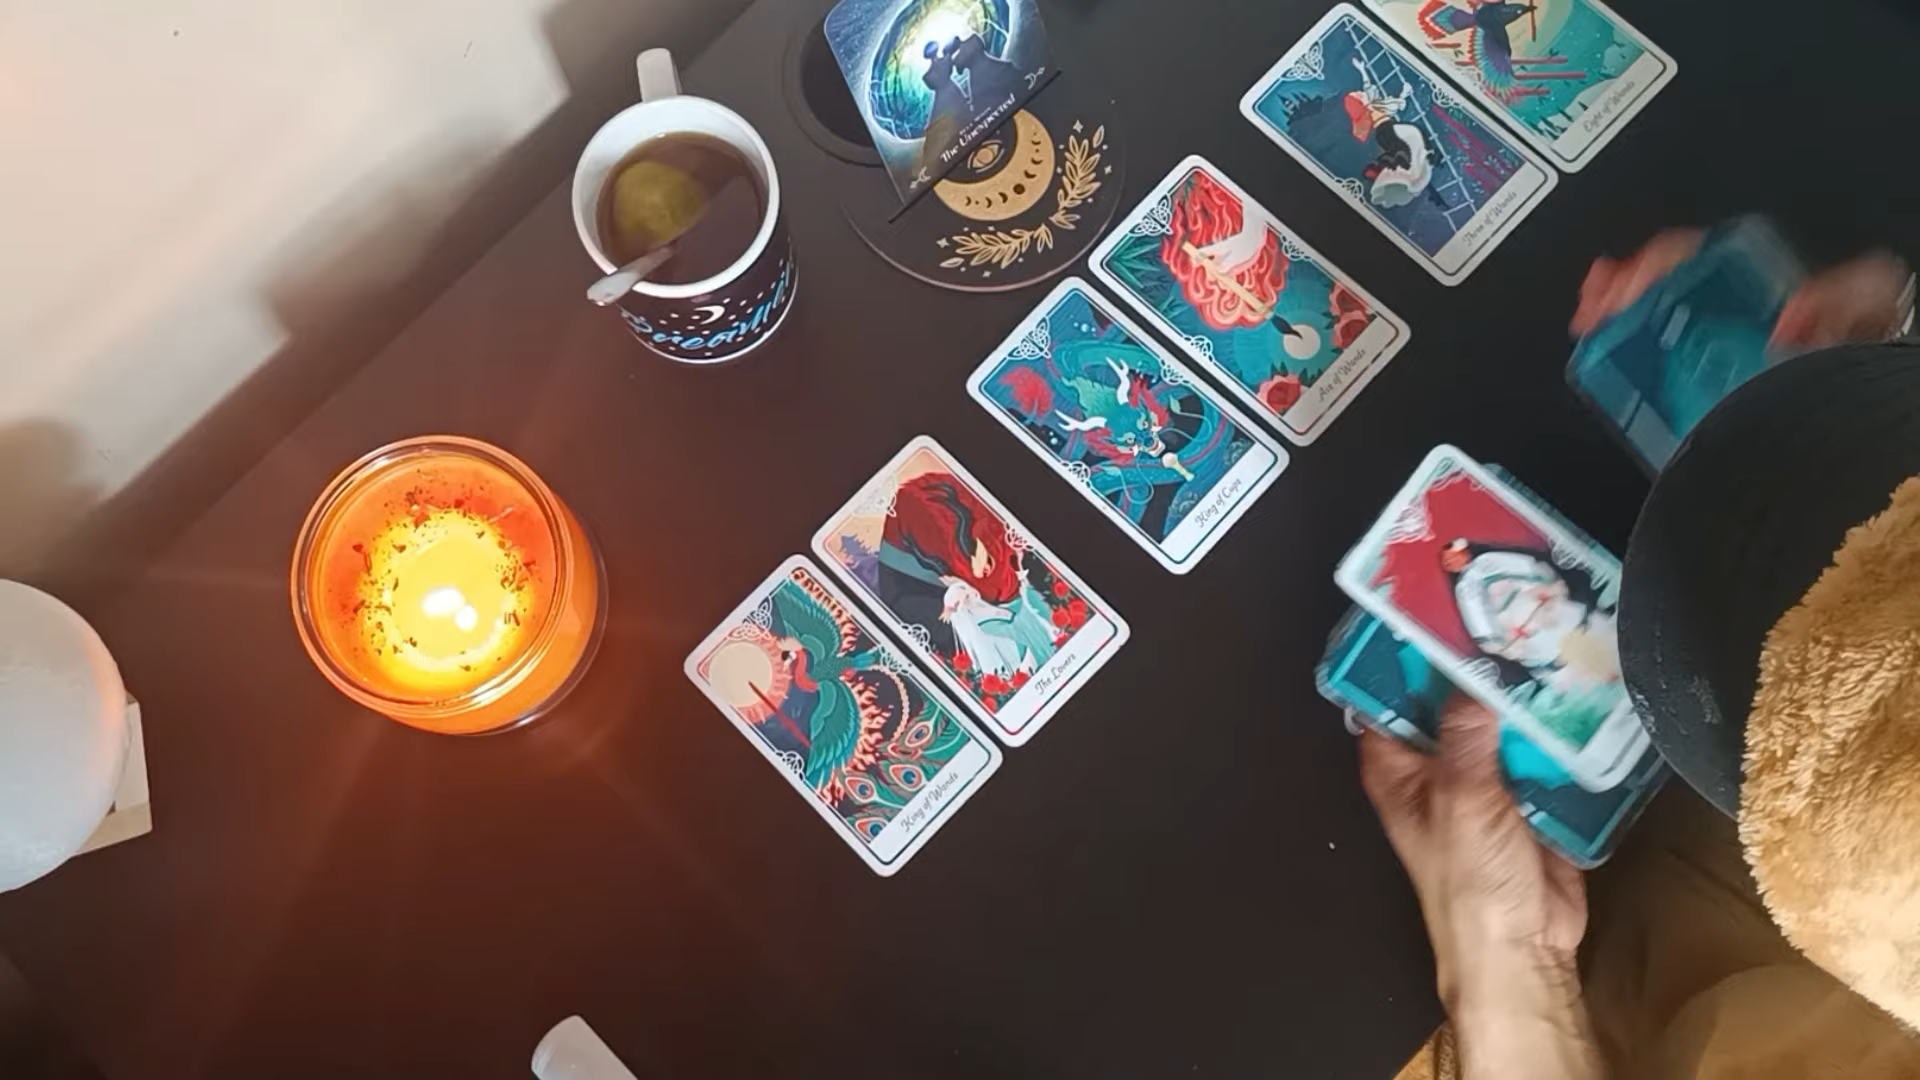 The Unexpected
Eight of Wands
Three of Wands
Ace of Wands
King of Cups
The Lovers
King of Wands